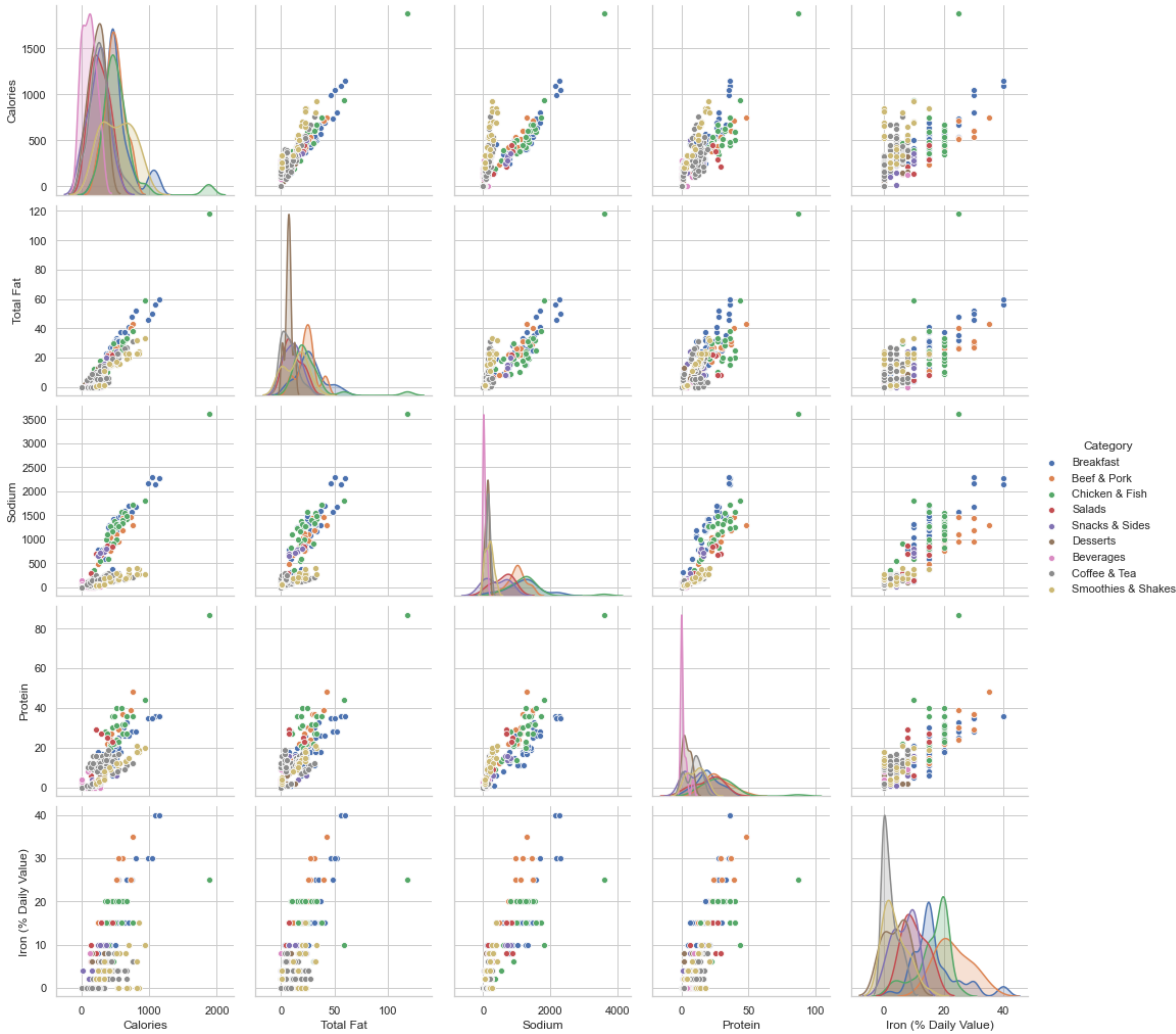 Calories
1500
1000
500
0
Total Fat
120
100
80
60
40
20
0
Sodium
3500
3000
2500
2000
1500
1000
500
0
Category
Breakfast
Beef & Pork
Chicken & Fish
Salads
Snacks & Sides
Desserts
Beverages
Coffee & Tea
Smoothies & Shakes
Protein
80
60
40
20
0
Iron (% Daily Value)
40
30
20
10
0
0 1000 2000
Calories
0 50 100
Total Fat
0 2000 4000
Sodium
0 50 100
Protein
0 20 40
Iron (% Daily Value)